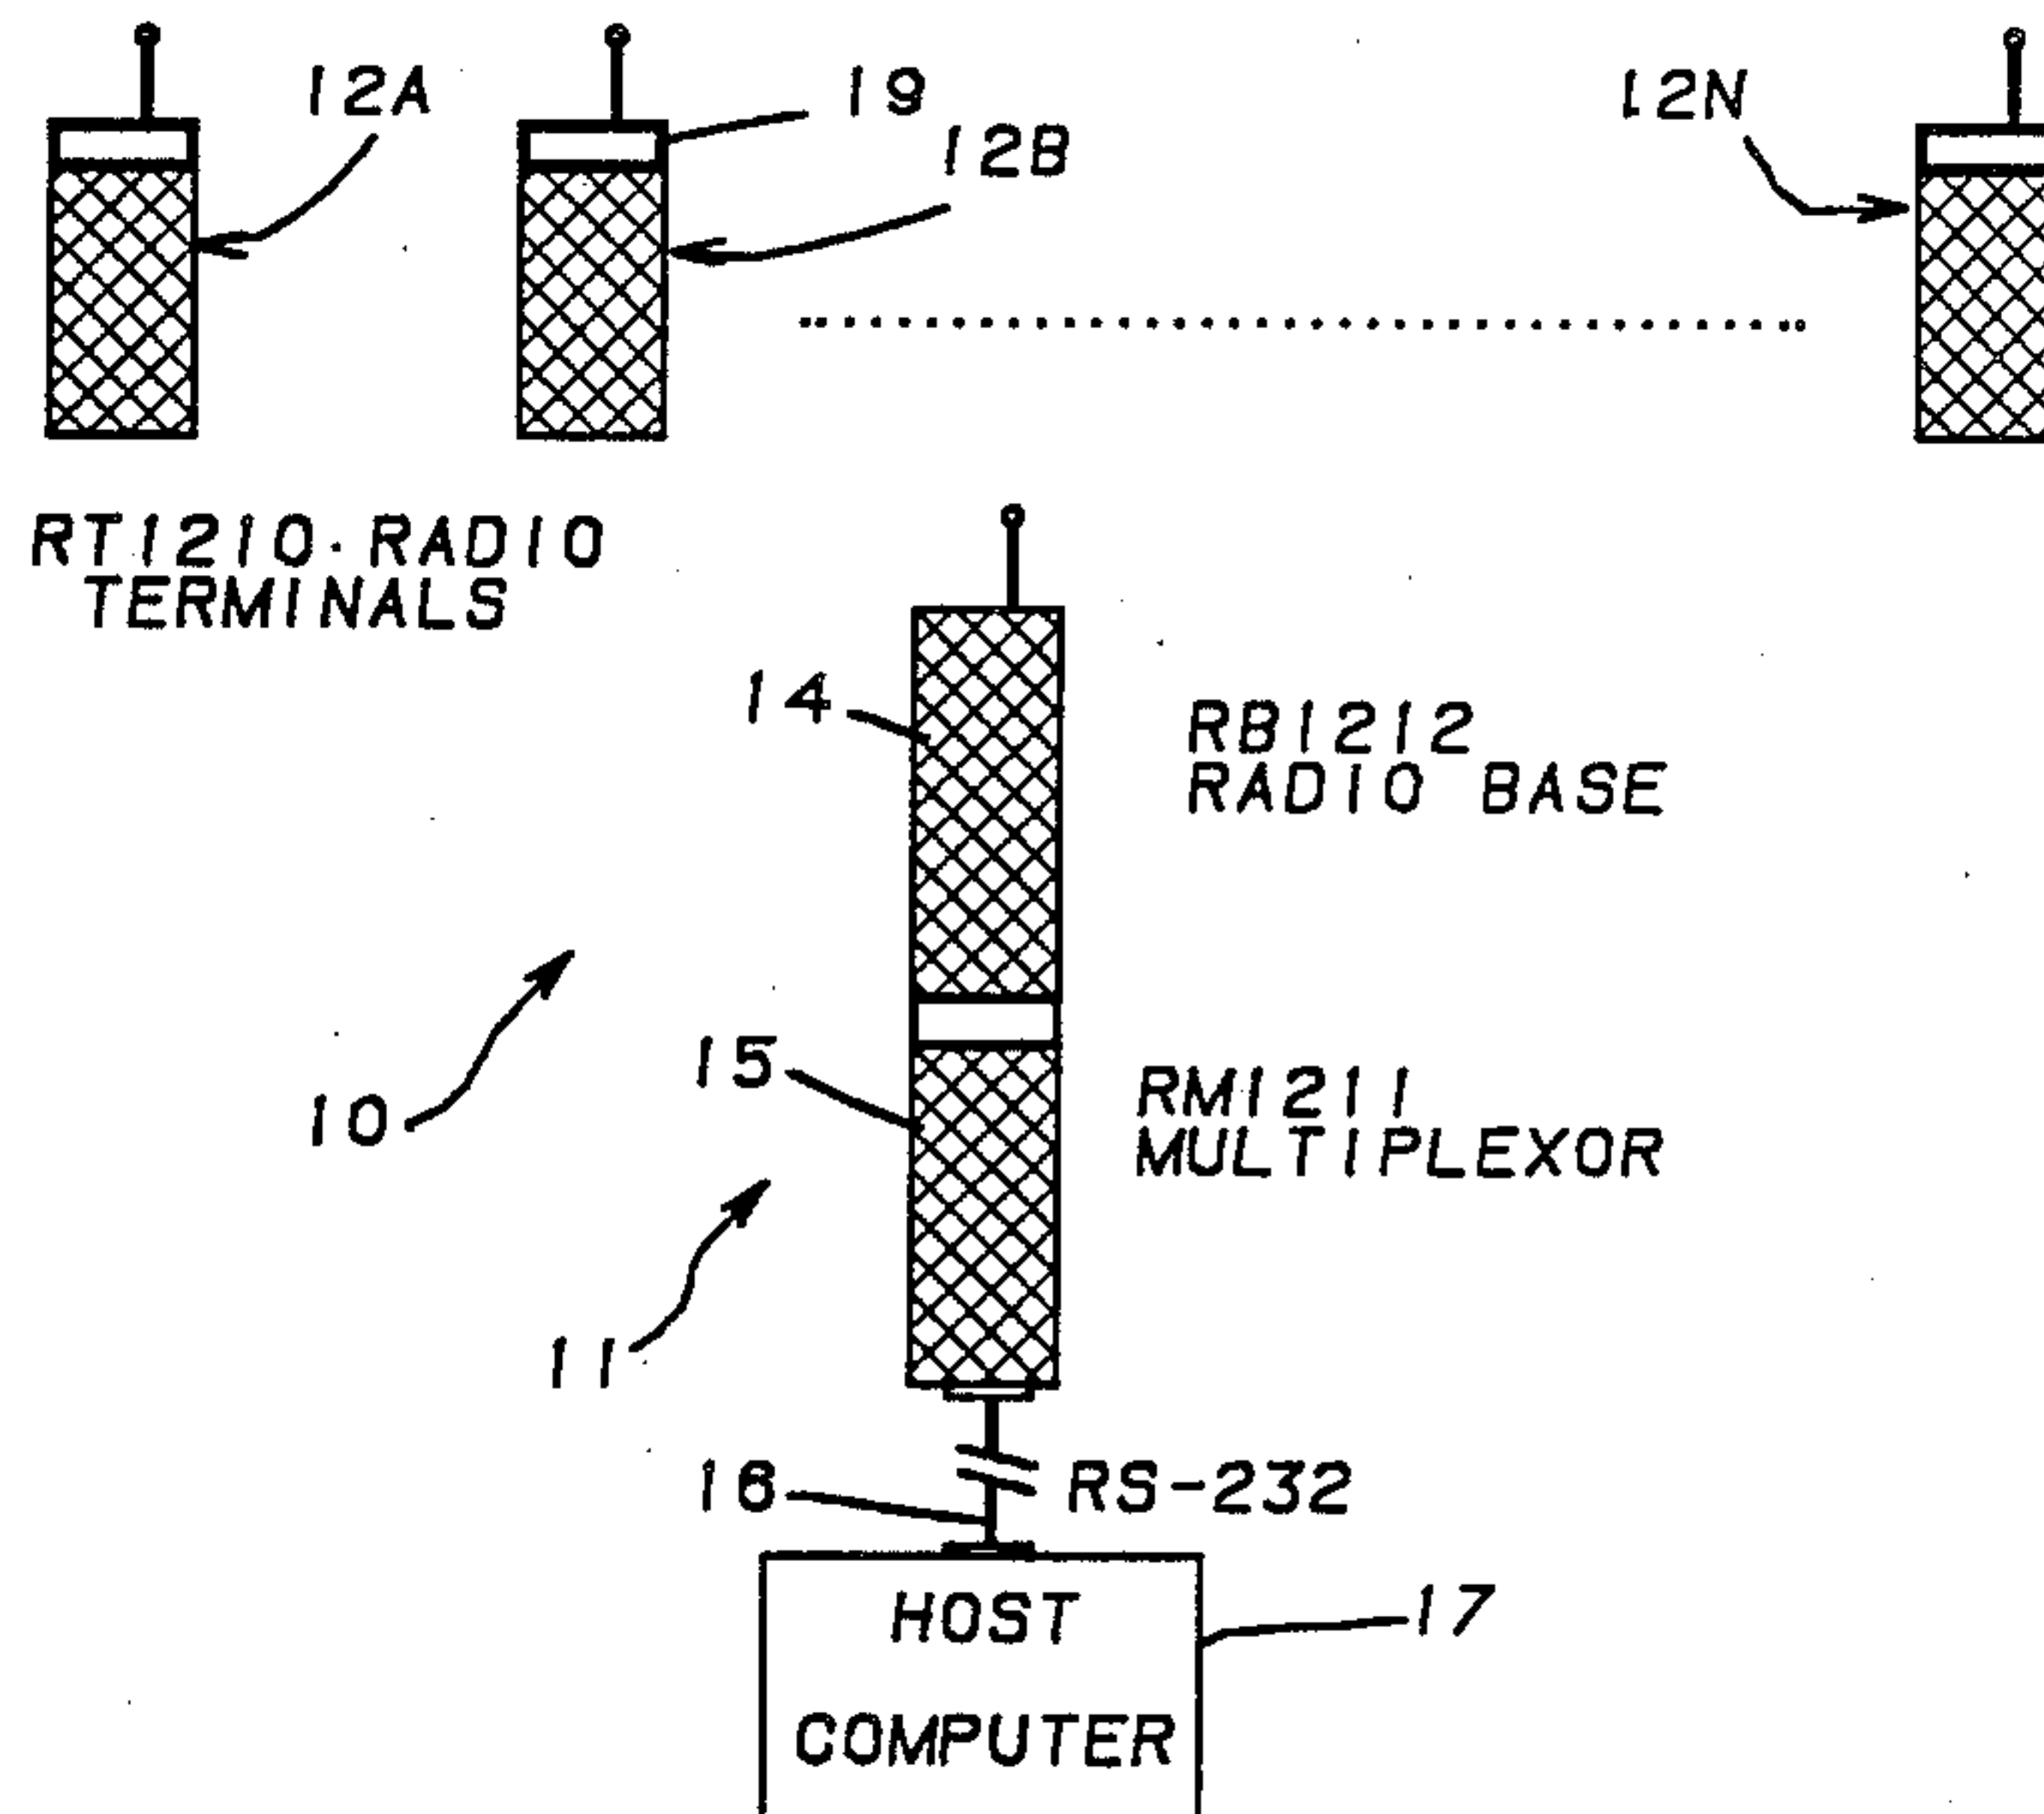 12A
19
12B
12N
RT1210 RADIO
TERMINALS
14
RB1212
RADIO BASE
15
RM1211
MULTIPLEXOR
10
11
16
RS-232
HOST
COMPUTER
17